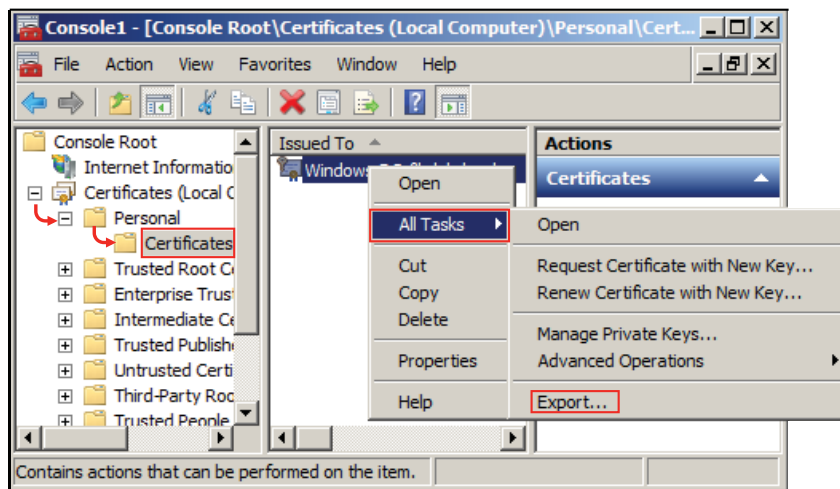 Console1 - [Console Root\Certificates (Local Computer)\Personal\Cert...
File Action View Favorites Window Help
Console Root
Internet Informatio
Certificates (Local C
Personal
Certificates
Trusted Root C
Enterprise Trus
Intermediate Ce
Trusted Publish
Untrusted Certi
Third-Party Roo
Trusted People
Issued To
Windows
Open
All Tasks
Cut
Copy
Delete
Properties
Help
Actions
Certificates
Open
Request Certificate with New Key...
Renew Certificate with New Key...
Manage Private Keys...
Advanced Operations
Export...
Contains actions that can be performed on the item.